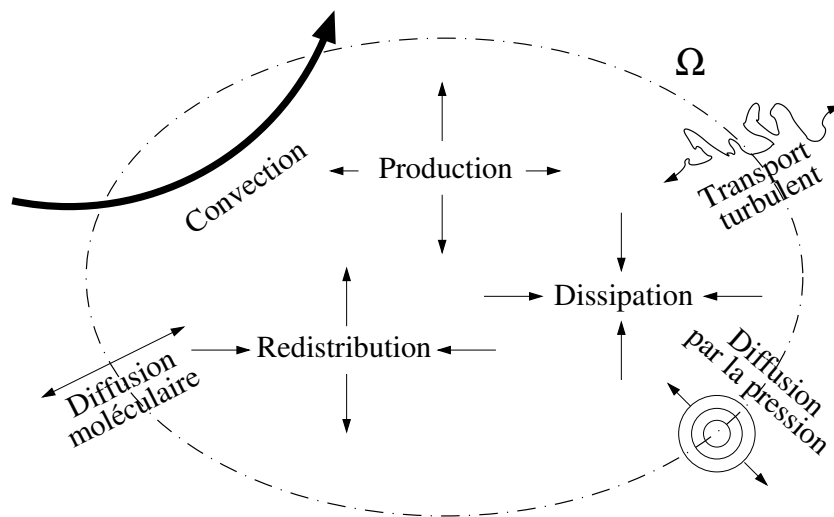 Ω
Convection
Production
Transport
turbulent
Dissipation
Redistribution
Diffusion
moléculaire
Diffusion
par la pression